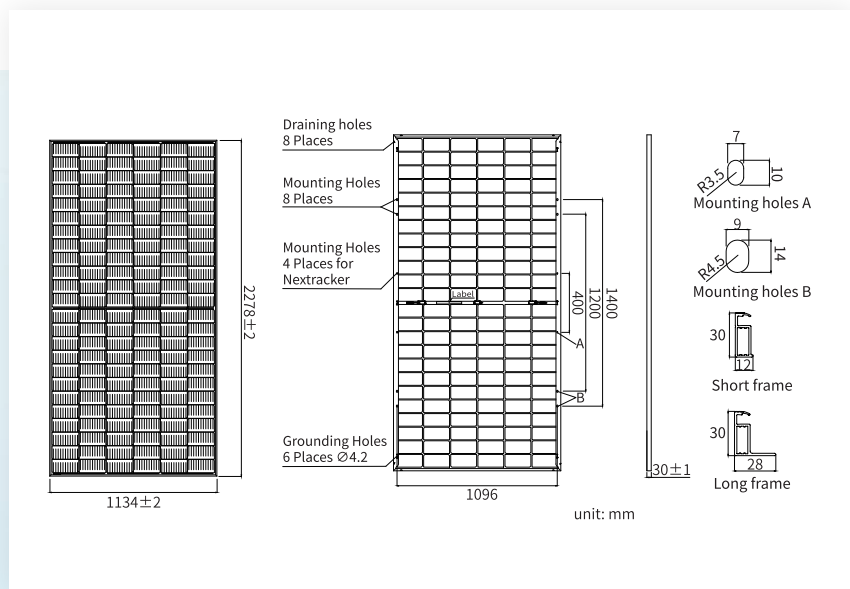 Draining holes
8 Places
Mounting Holes
8 Places
Mounting Holes
4 Places for
Nextracker
Grounding Holes
6 Places Ø4.2
2278±2
1134±2
Label
400
1200
1400
A
B
1096
30±1
unit: mm
7
R3.5
10
Mounting holes A
9
R4.5
14
Mounting holes B
30
12
Short frame
30
28
Long frame